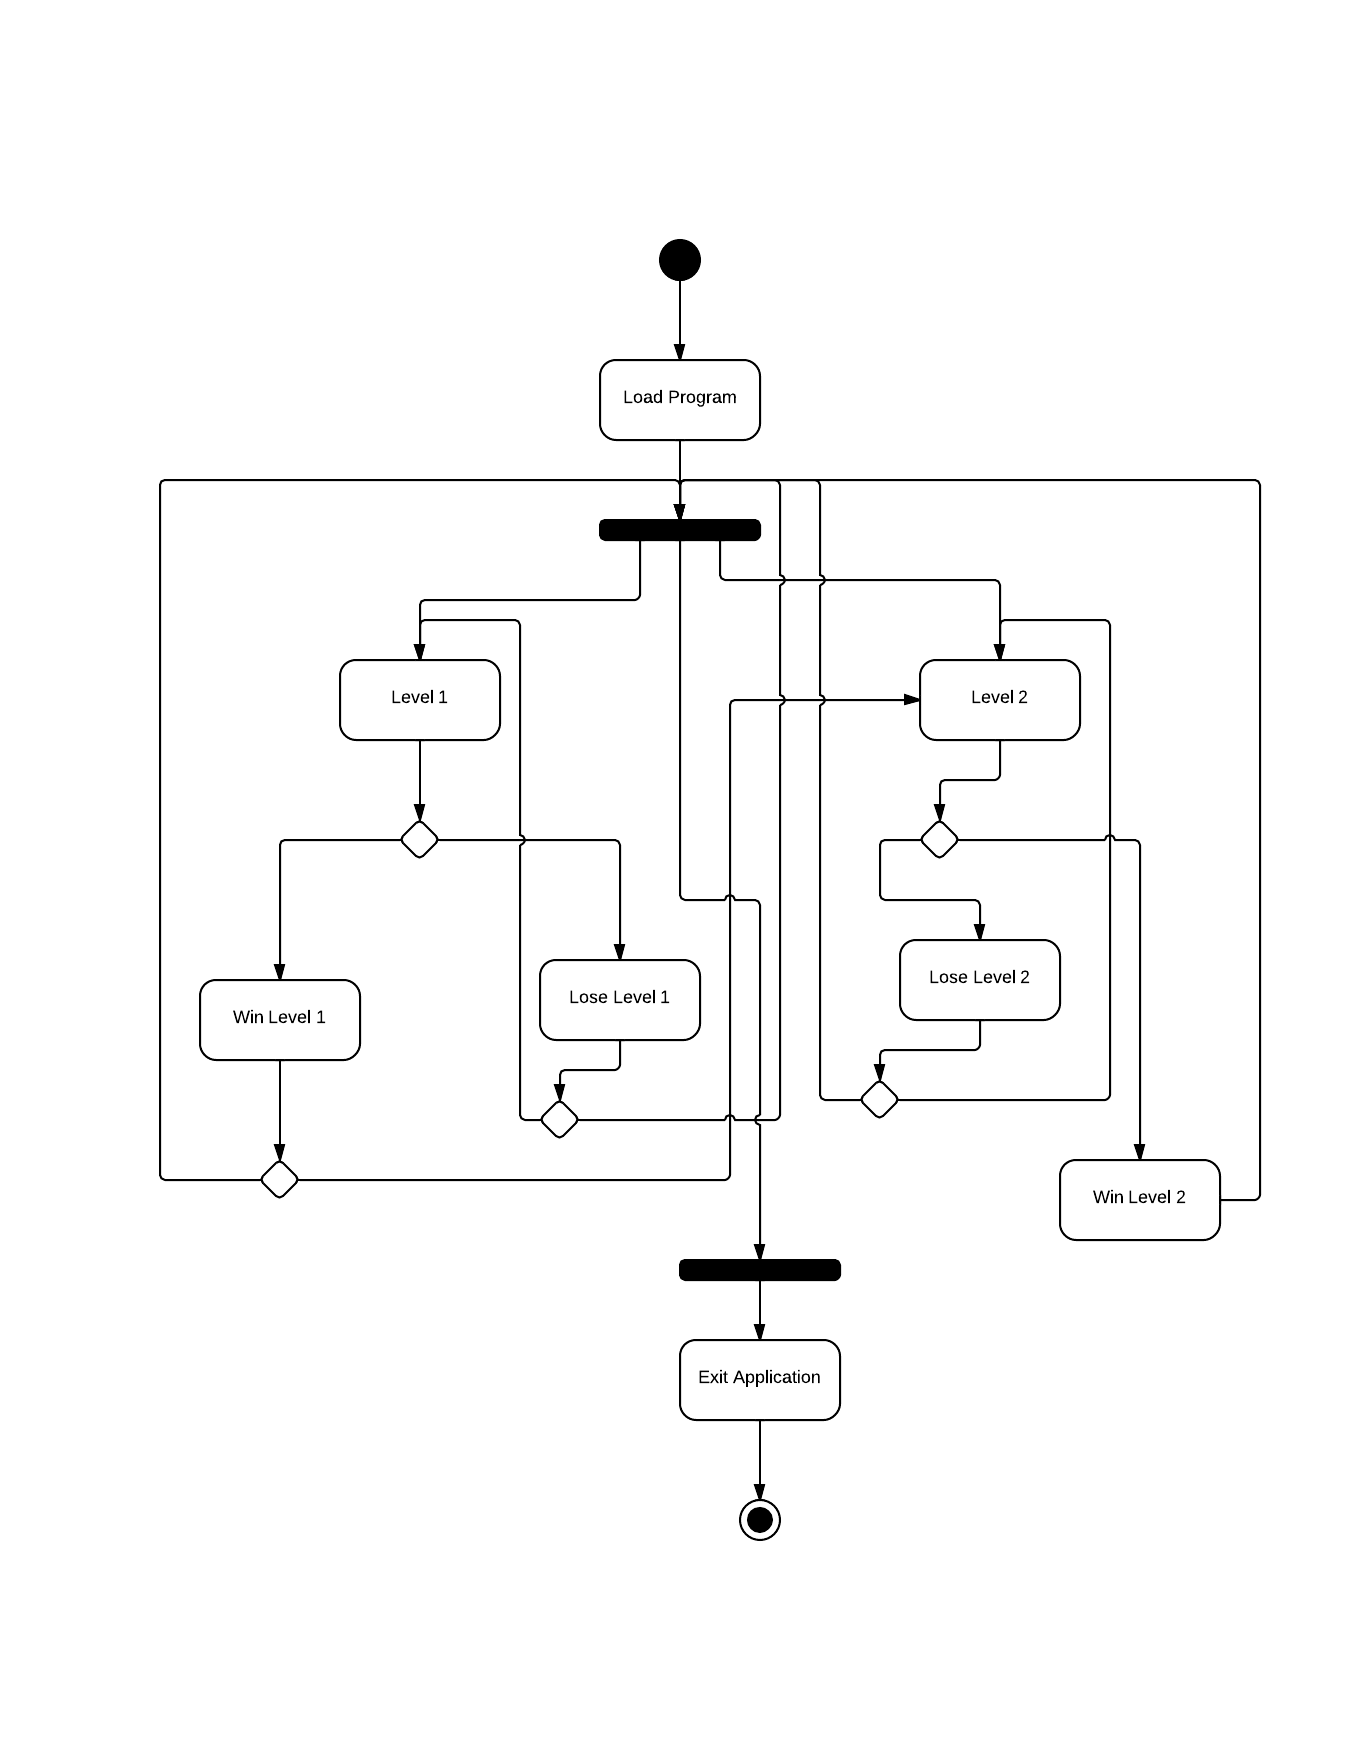 Load Program
Level 1
Level 2
Lose Level 2
Lose Level 1
Win Level 1
Win Level 2
Exit Application